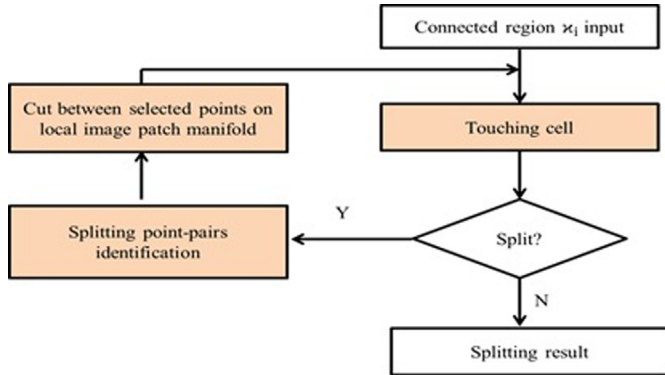 Connected region ϰi input
Cut between selected points on
local image patch manifold
Touching cell
Splitting point-pairs
identification
Y
Split?
N
Splitting result